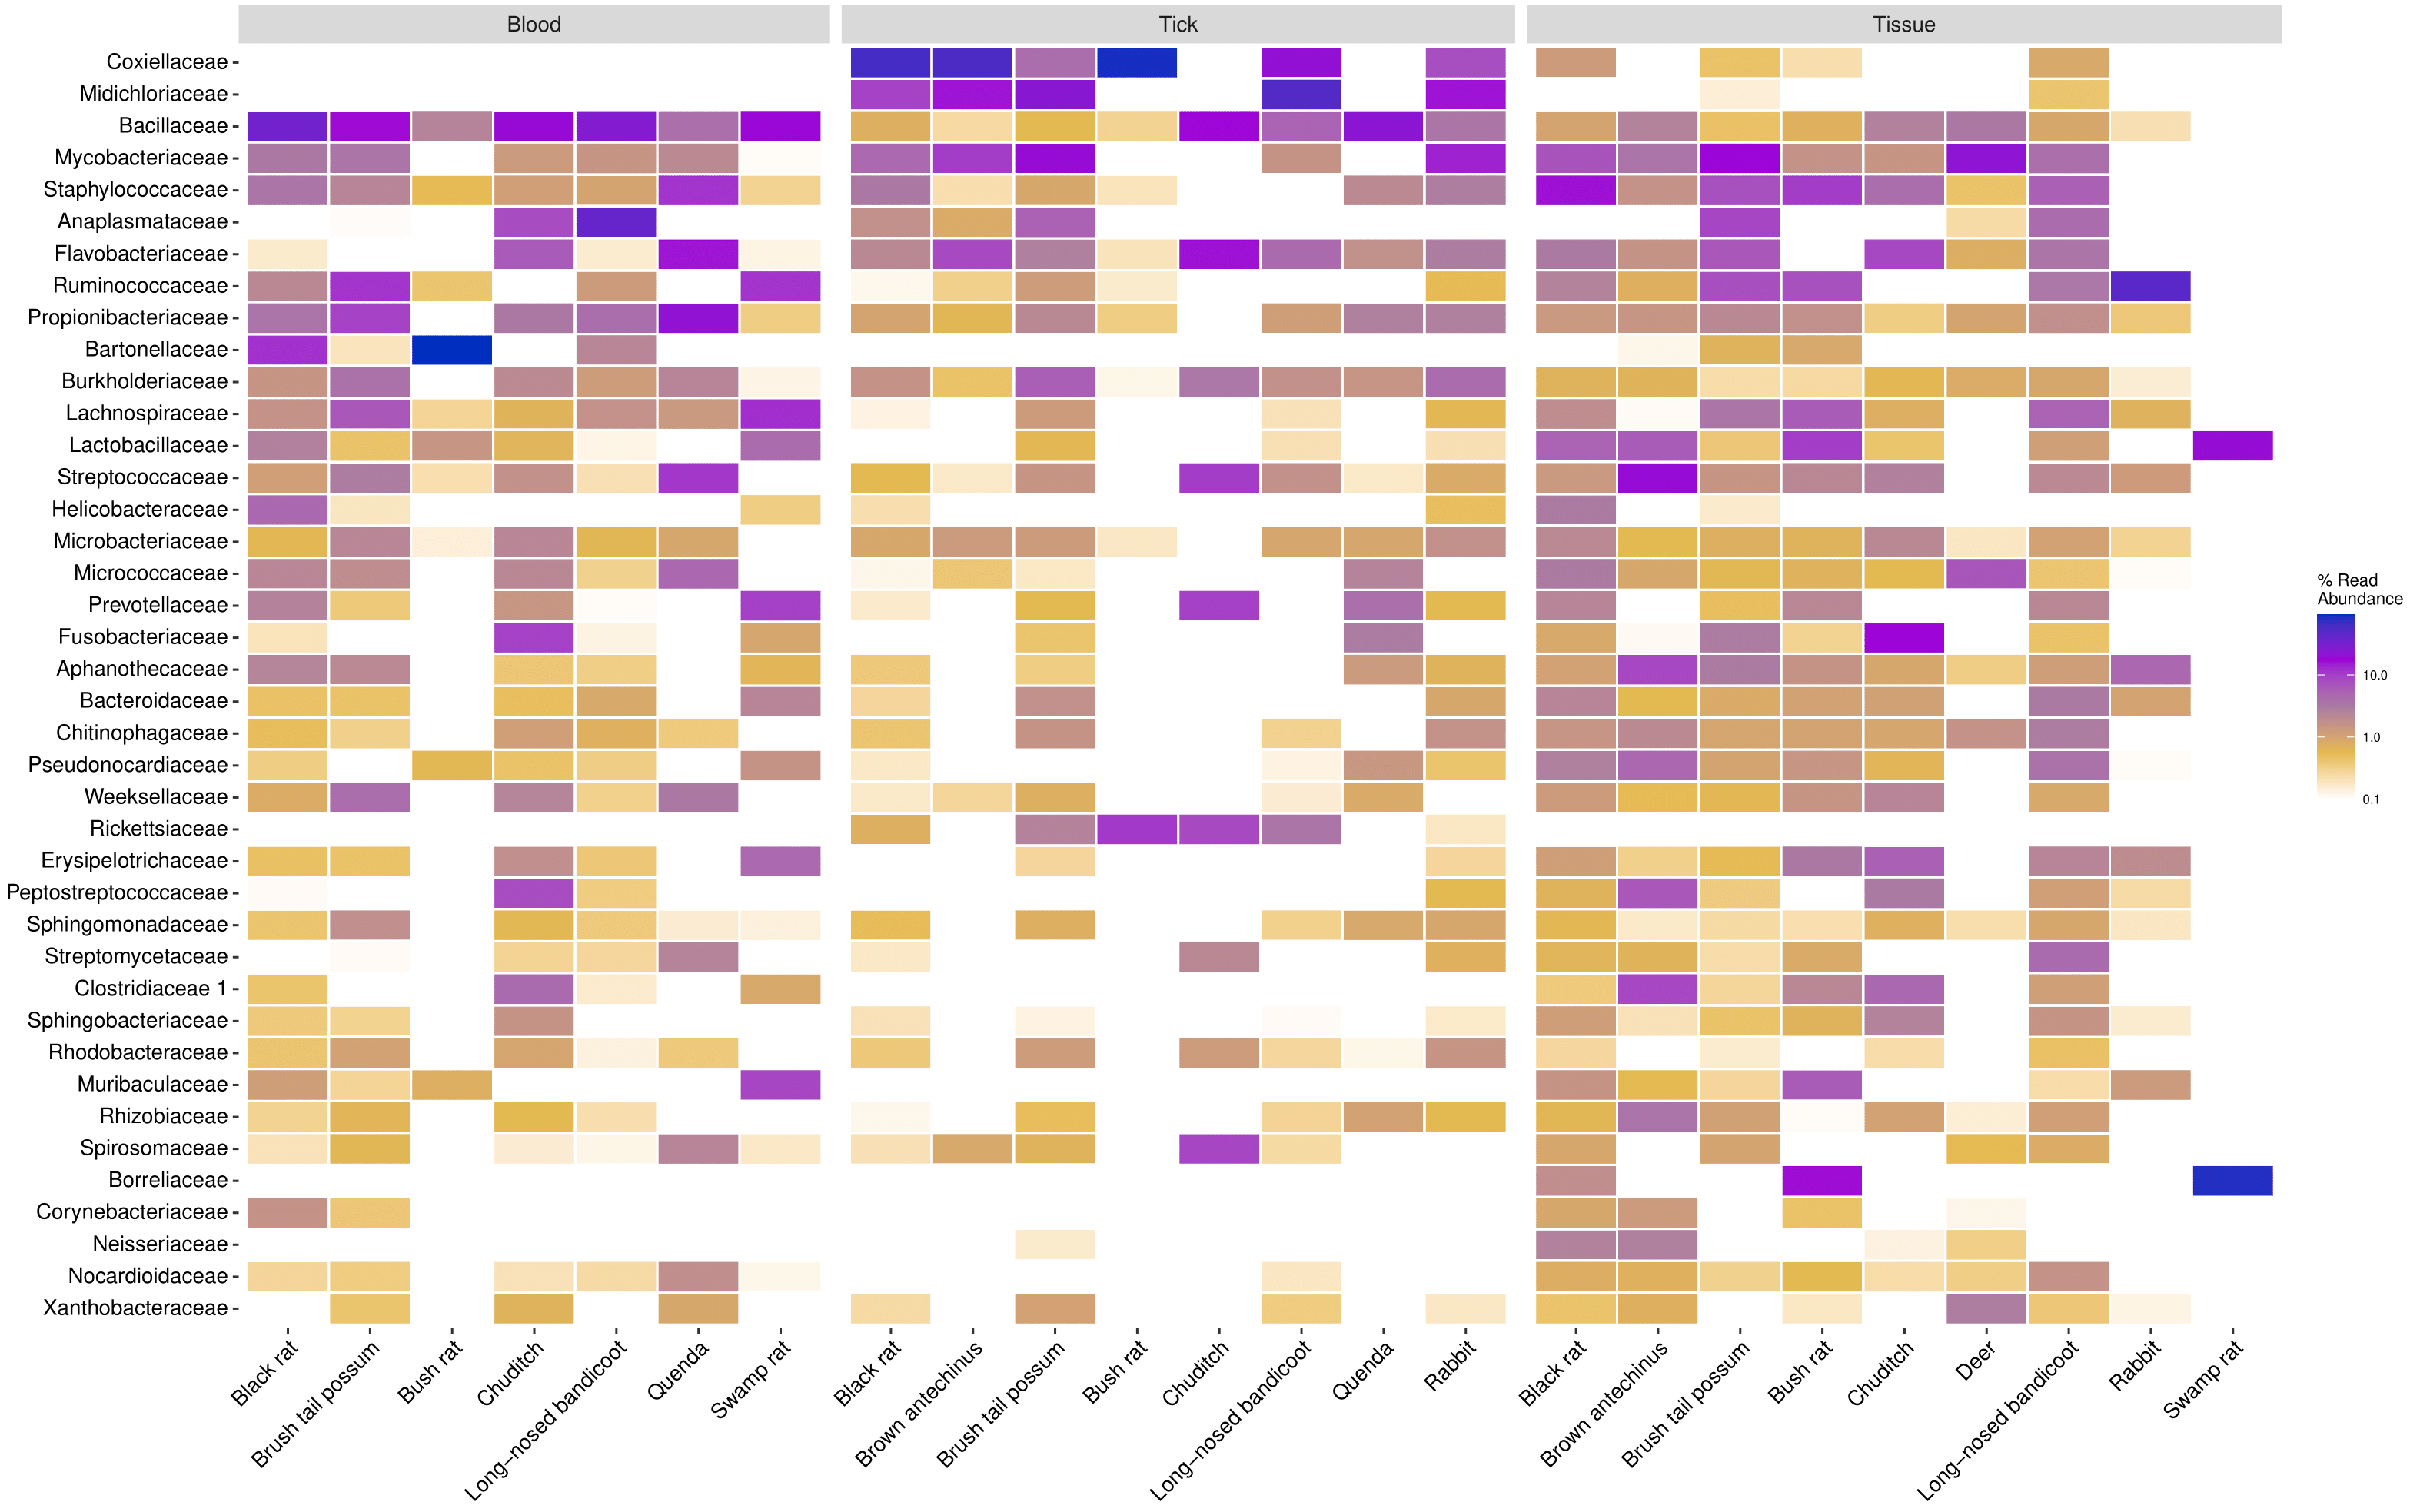 Blood
Tick
Tissue
Coxiellaceae
Midichloriaceae
Bacillaceae
Mycobacteriaceae
Staphylococcaceae
Anaplasmataceae
Flavobacteriaceae
Ruminococcaceae
Propionibacteriaceae
Bartonellaceae
Burkholderiaceae
Lachnospiraceae
Lactobacillaceae
Streptococcaceae
Helicobacteraceae
Microbacteriaceae
Micrococcaceae
Prevotellaceae
Fusobacteriaceae
Aphanothecaceae
Bacteroidaceae
Chitinophagaceae
Pseudonocardiaceae
Weeksellaceae
Rickettsiaceae
Erysipelotrichaceae
Peptostreptococcaceae
Sphingomonadaceae
Streptomycetaceae
Clostridiaceae 1
Sphingobacteriaceae
Rhodobacteraceae
Muribaculaceae
Rhizobiaceae
Spirosomaceae
Borreliaceae
Corynebacteriaceae
Neisseriaceae
Nocardioidaceae
Xanthobacteraceae
Black rat
Brush tail possum
Bush rat
Chuditch
Long−nosed bandicoot
Quenda
Swamp rat
Black rat
Brown antechinus
Brush tail possum
Bush rat
Chuditch
Long−nosed bandicoot
Quenda
Rabbit
Black rat
Brown antechinus
Brush tail possum
Bush rat
Chuditch
Deer
Long−nosed bandicoot
Rabbit
Swamp rat
% Read
Abundance
10.0
1.0
0.1